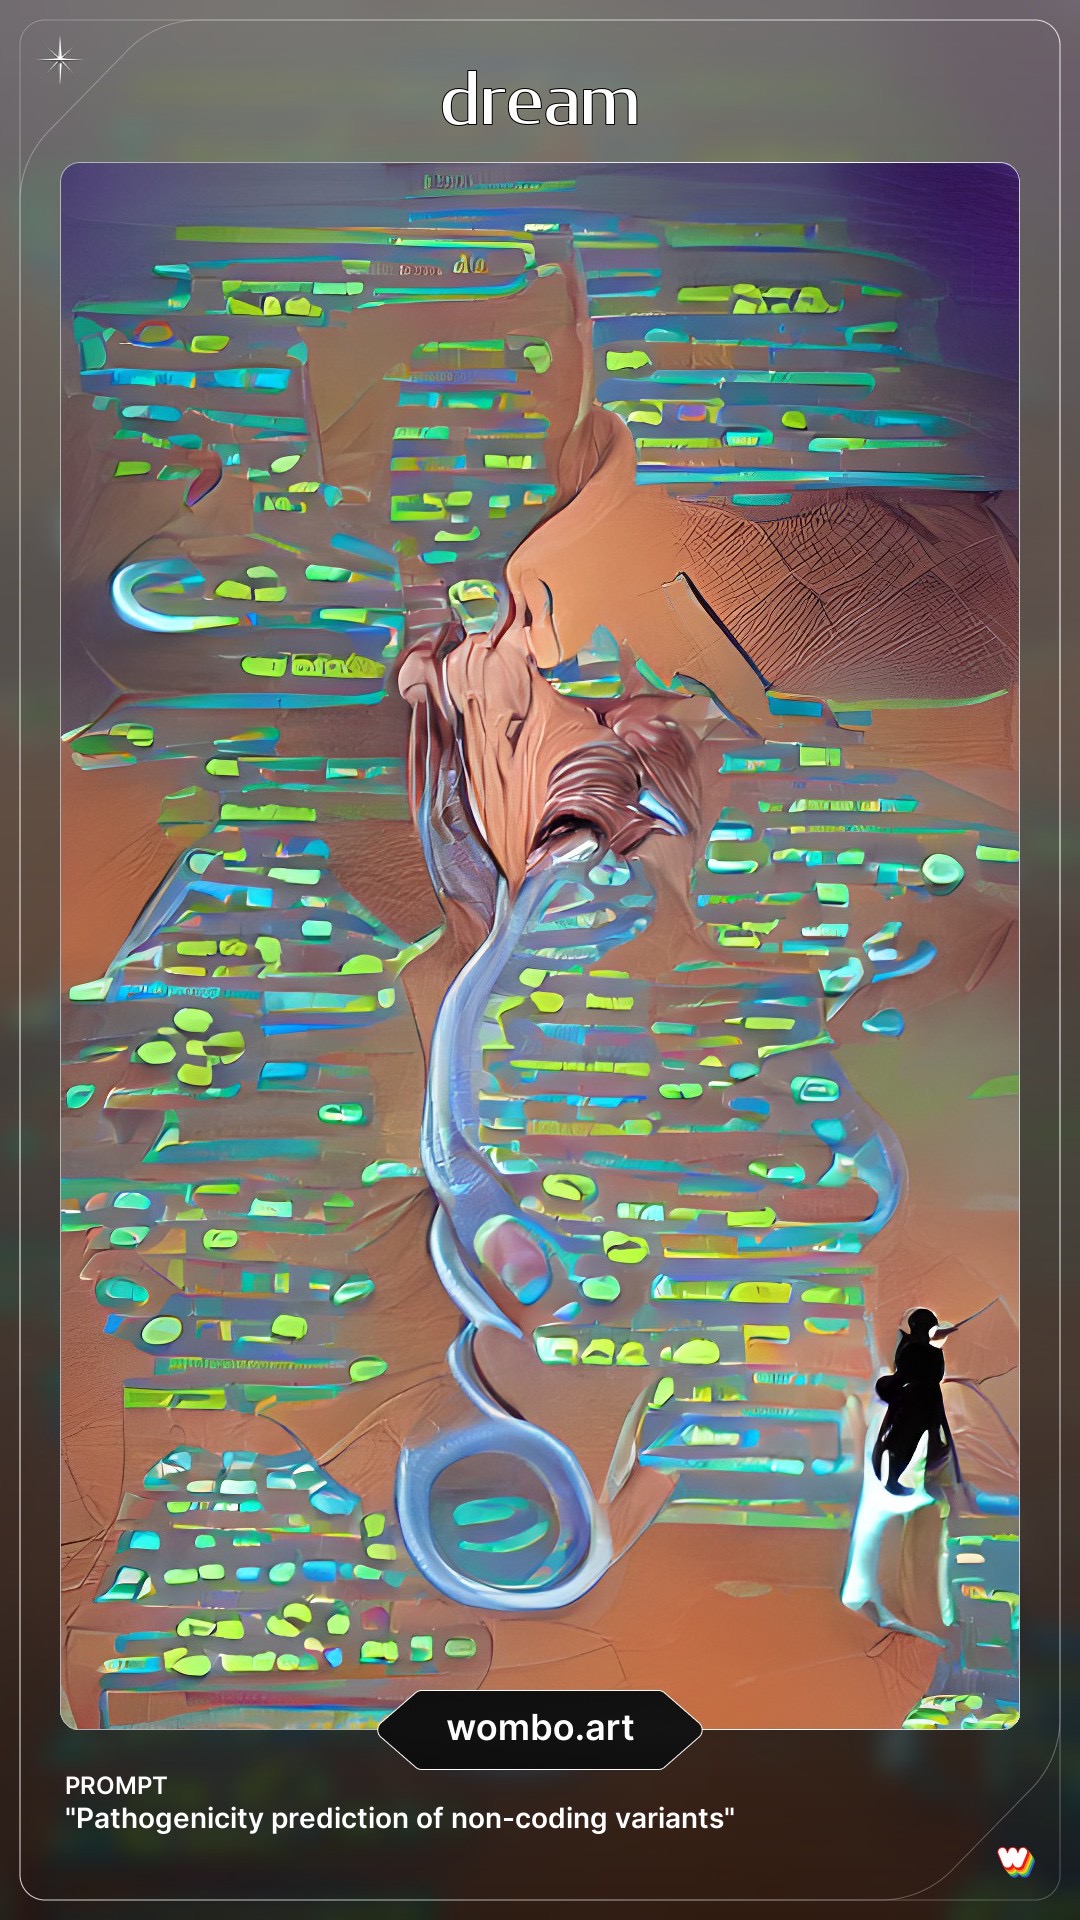 dream
wombo.art
PROMPT
"Pathogenicity prediction of non-coding variants"
W